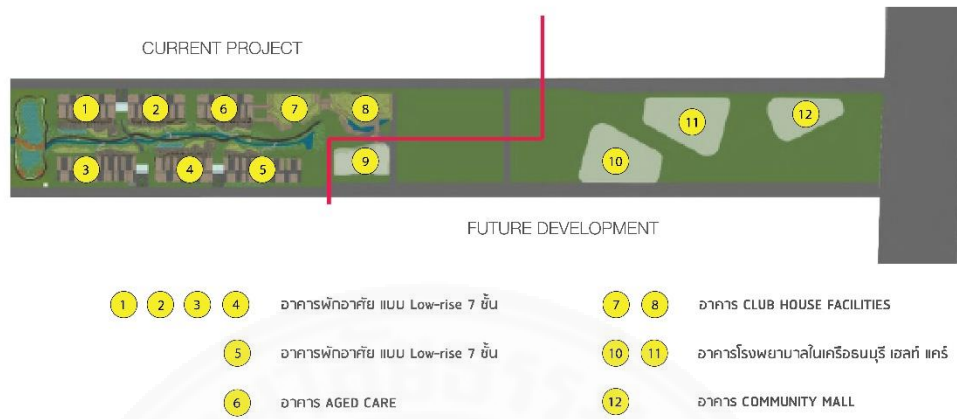 CURRENT PROJECT
1 2 6 7 8
11 12
3 4 5 9 10
FUTURE DEVELOPMENT
1 2 3 4 อาคารพักอาศัย แบบ Low-rise 7 ชั้น
7 8 อาคาร CLUB HOUSE FACILITIES
5 อาคารพักอาศัย แบบ Low-rise 7 ชั้น
10 11 อาคารโรงพยาบาลในเครือธนบุรี เฮลท์ แคร์
6 อาคาร AGED CARE
12 อาคาร COMMUNITY MALL